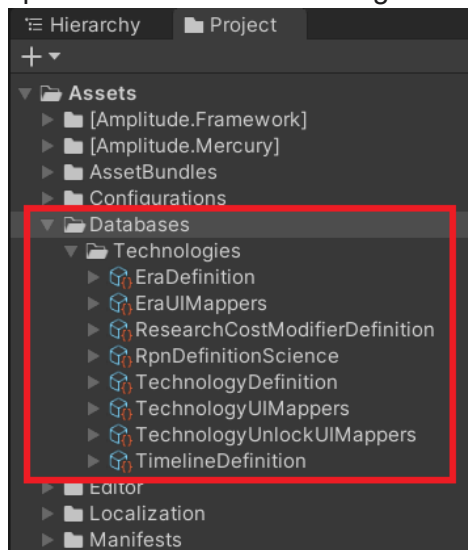 Hierarchy Project
Assets
[Amplitude.Framework]
[Amplitude.Mercury]
AssetBundles
Configurations
Databases
Technologies
EraDefinition
EraUIMappers
ResearchCostModifierDefinition
RpnDefinitionScience
TechnologyDefinition
TechnologyUIMappers
TechnologyUnlockUIMappers
TimelineDefinition
Editor
Localization
Manifests